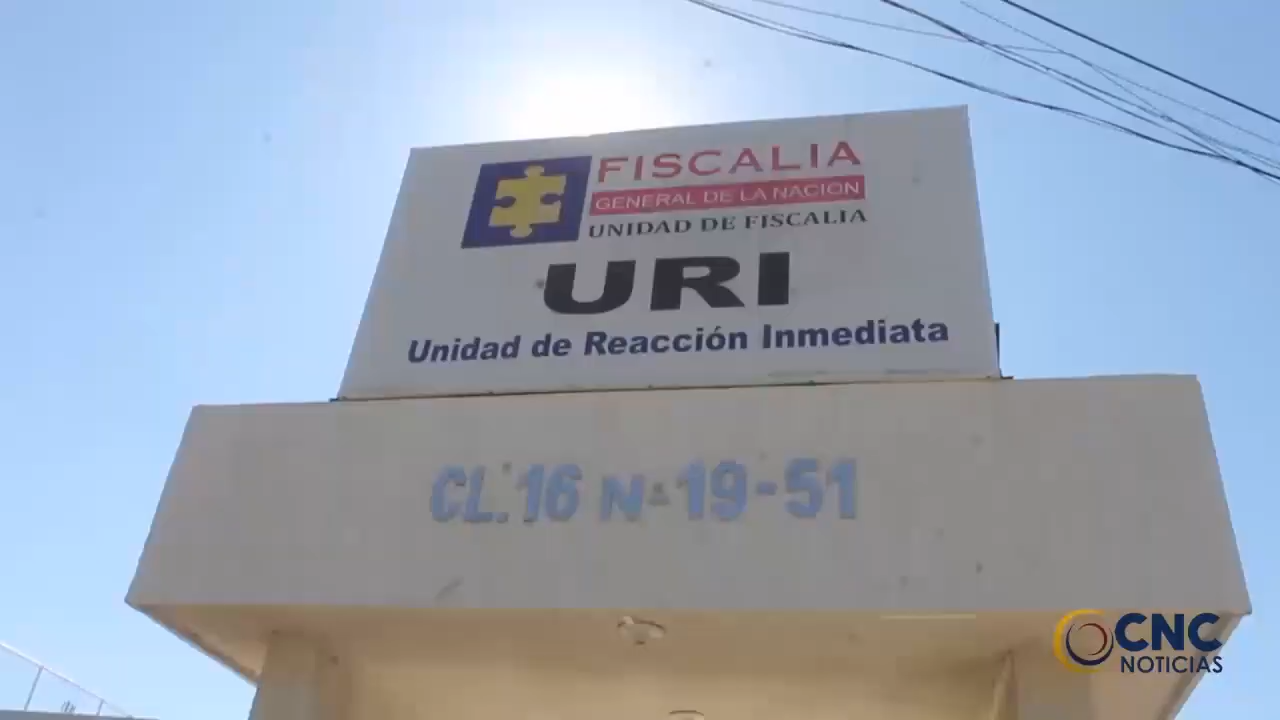 FISCALIA
GENERAL DE LA NACION
UNIDAD DE FISCALIA
URI
Unidad de Reacción Inmediata
CL. 16 N 19-51
CNC
NOTICIAS